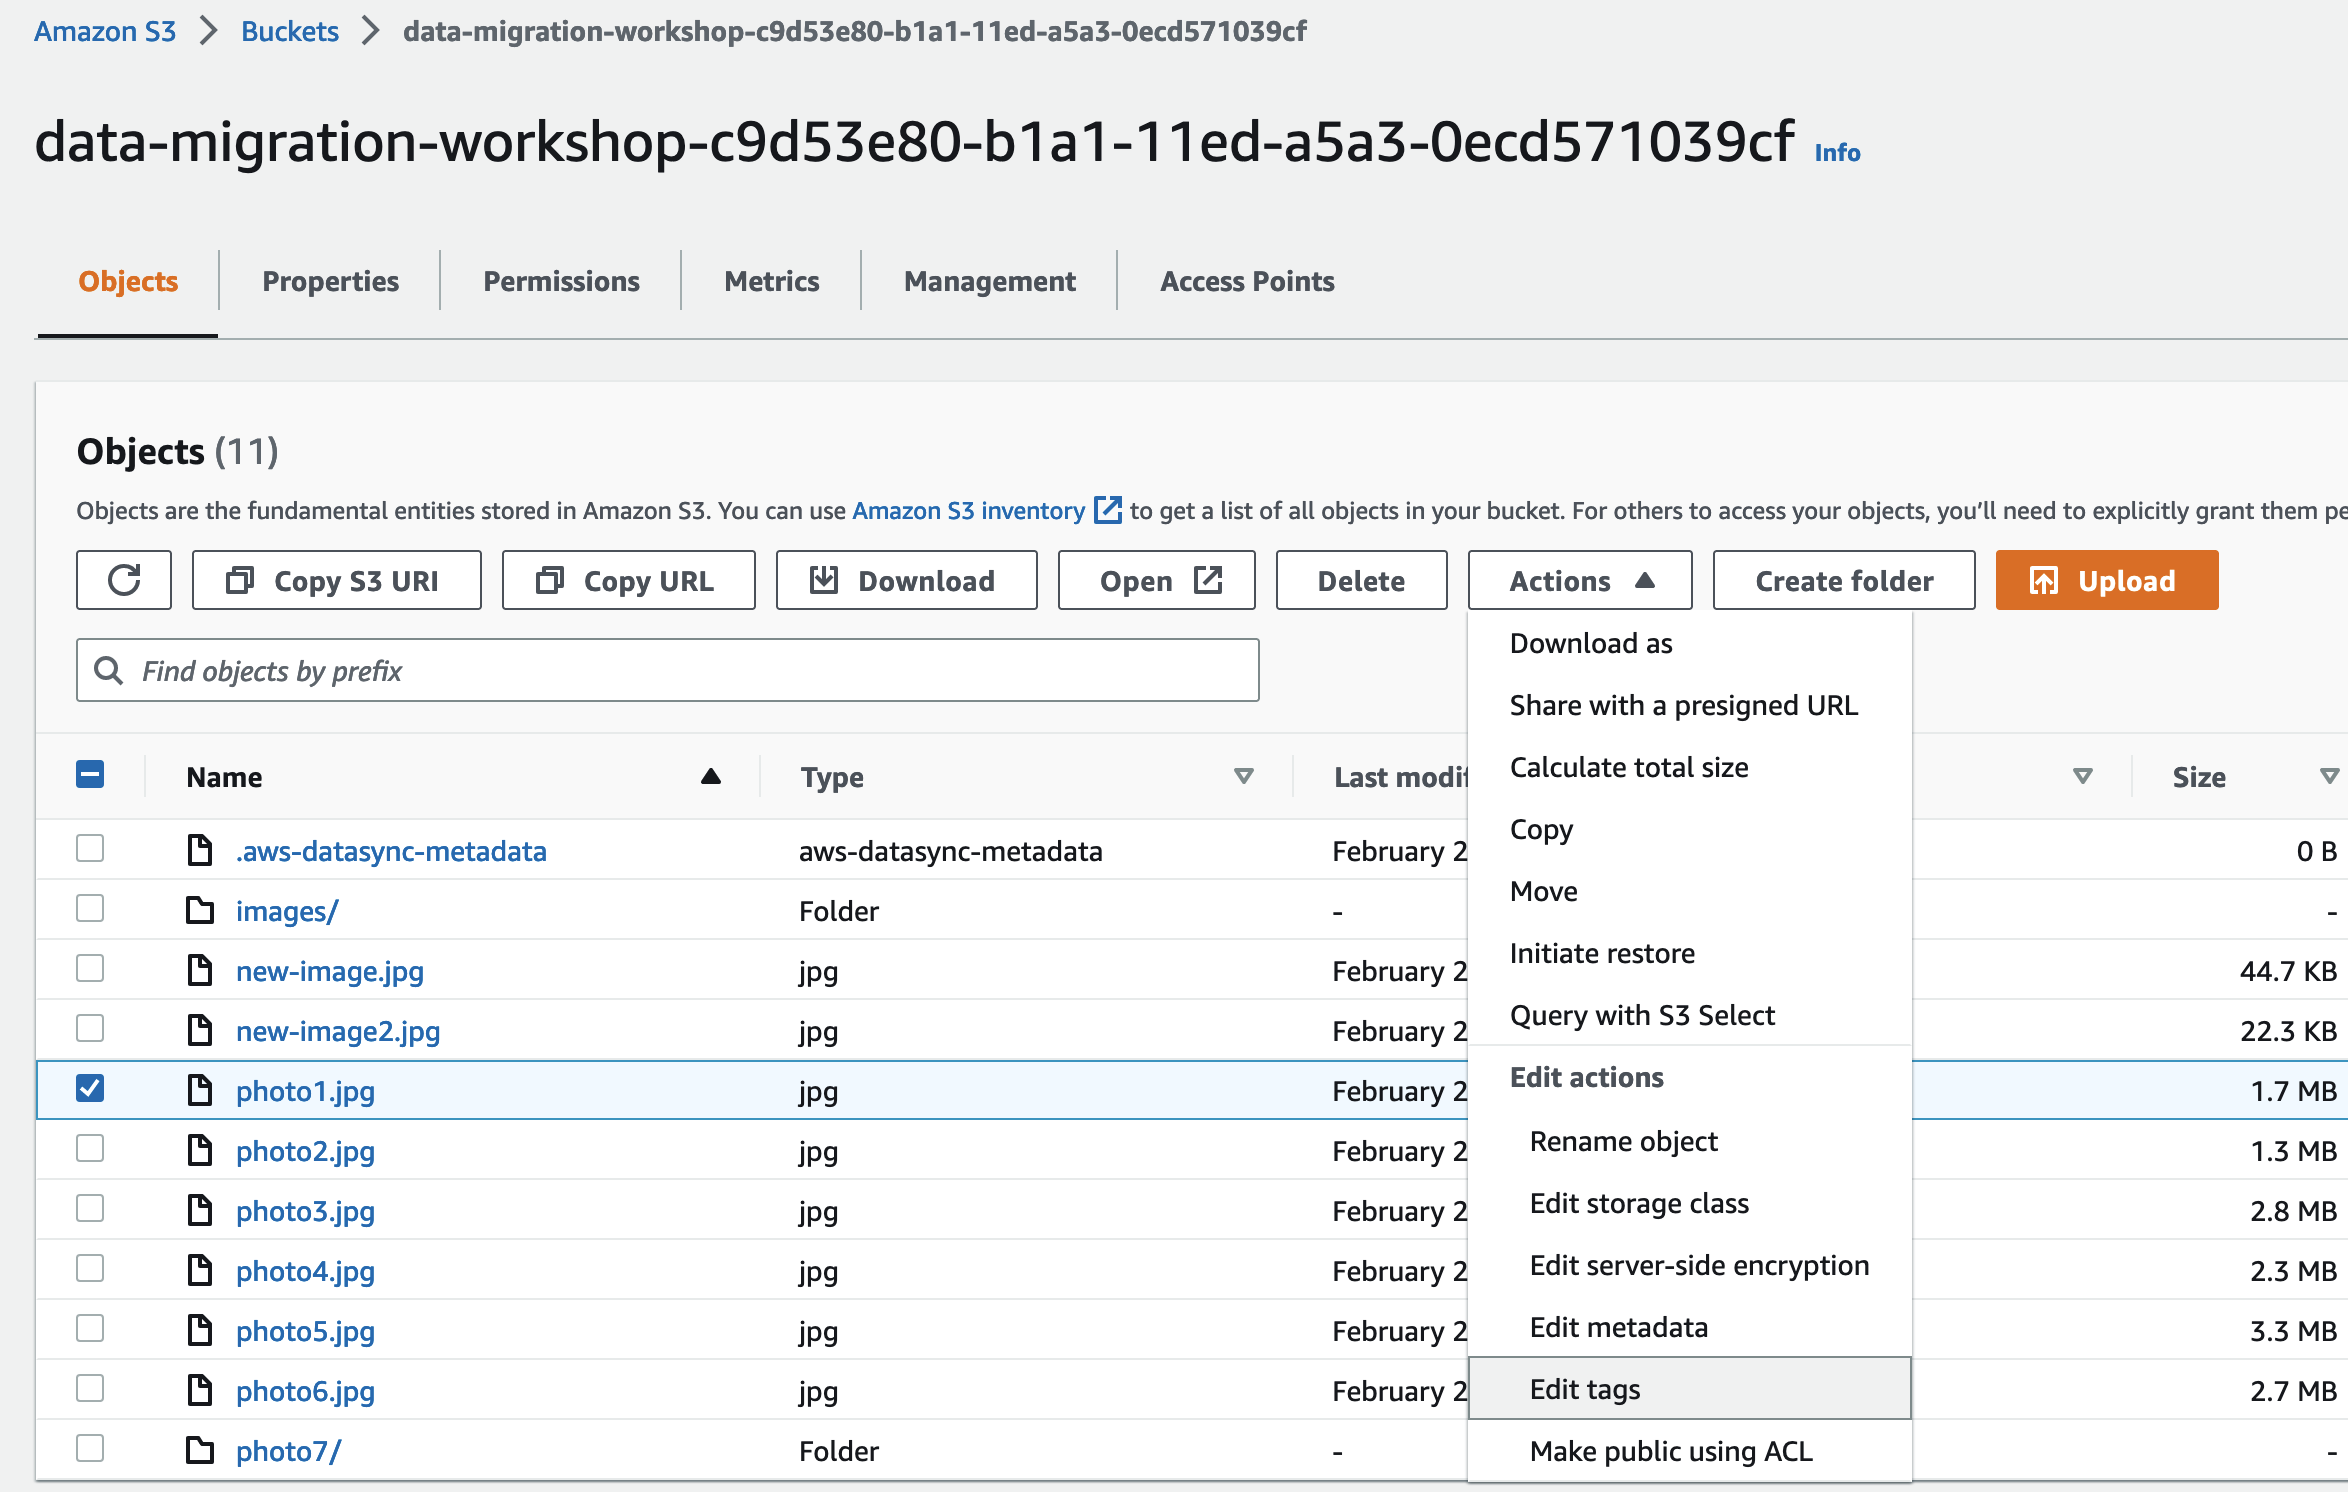 Amazon S3 > Buckets > data-migration-workshop-c9d53e80-b1a1-11ed-a5a3-0ecd571039cf
data-migration-workshop-c9d53e80-b1a1-11ed-a5a3-0ecd571039cf Info
Objects Properties Permissions Metrics Management Access Points
Objects (11)
Objects are the fundamental entities stored in Amazon S3. You can use Amazon S3 inventory to get a list of all objects in your bucket. For others to access your objects, you'll need to explicitly grant them pe
Copy S3 URI Copy URL Download Open Delete Actions Create folder Upload
Find objects by prefix
Name Type Last modif Size
.aws-datasync-metadata aws-datasync-metadata February 2 0 B
images/ Folder - -
new-image.jpg jpg February 2 44.7 KB
new-image2.jpg jpg February 2 22.3 KB
photo1.jpg jpg February 2 1.7 MB
photo2.jpg jpg February 2 1.3 MB
photo3.jpg jpg February 2 2.8 MB
photo4.jpg jpg February 2 2.3 MB
photo5.jpg jpg February 2 3.3 MB
photo6.jpg jpg February 2 2.7 MB
photo7/ Folder - -
Download as
Share with a presigned URL
Calculate total size
Copy
Move
Initiate restore
Query with S3 Select
Edit actions
Rename object
Edit storage class
Edit server-side encryption
Edit metadata
Edit tags
Make public using ACL